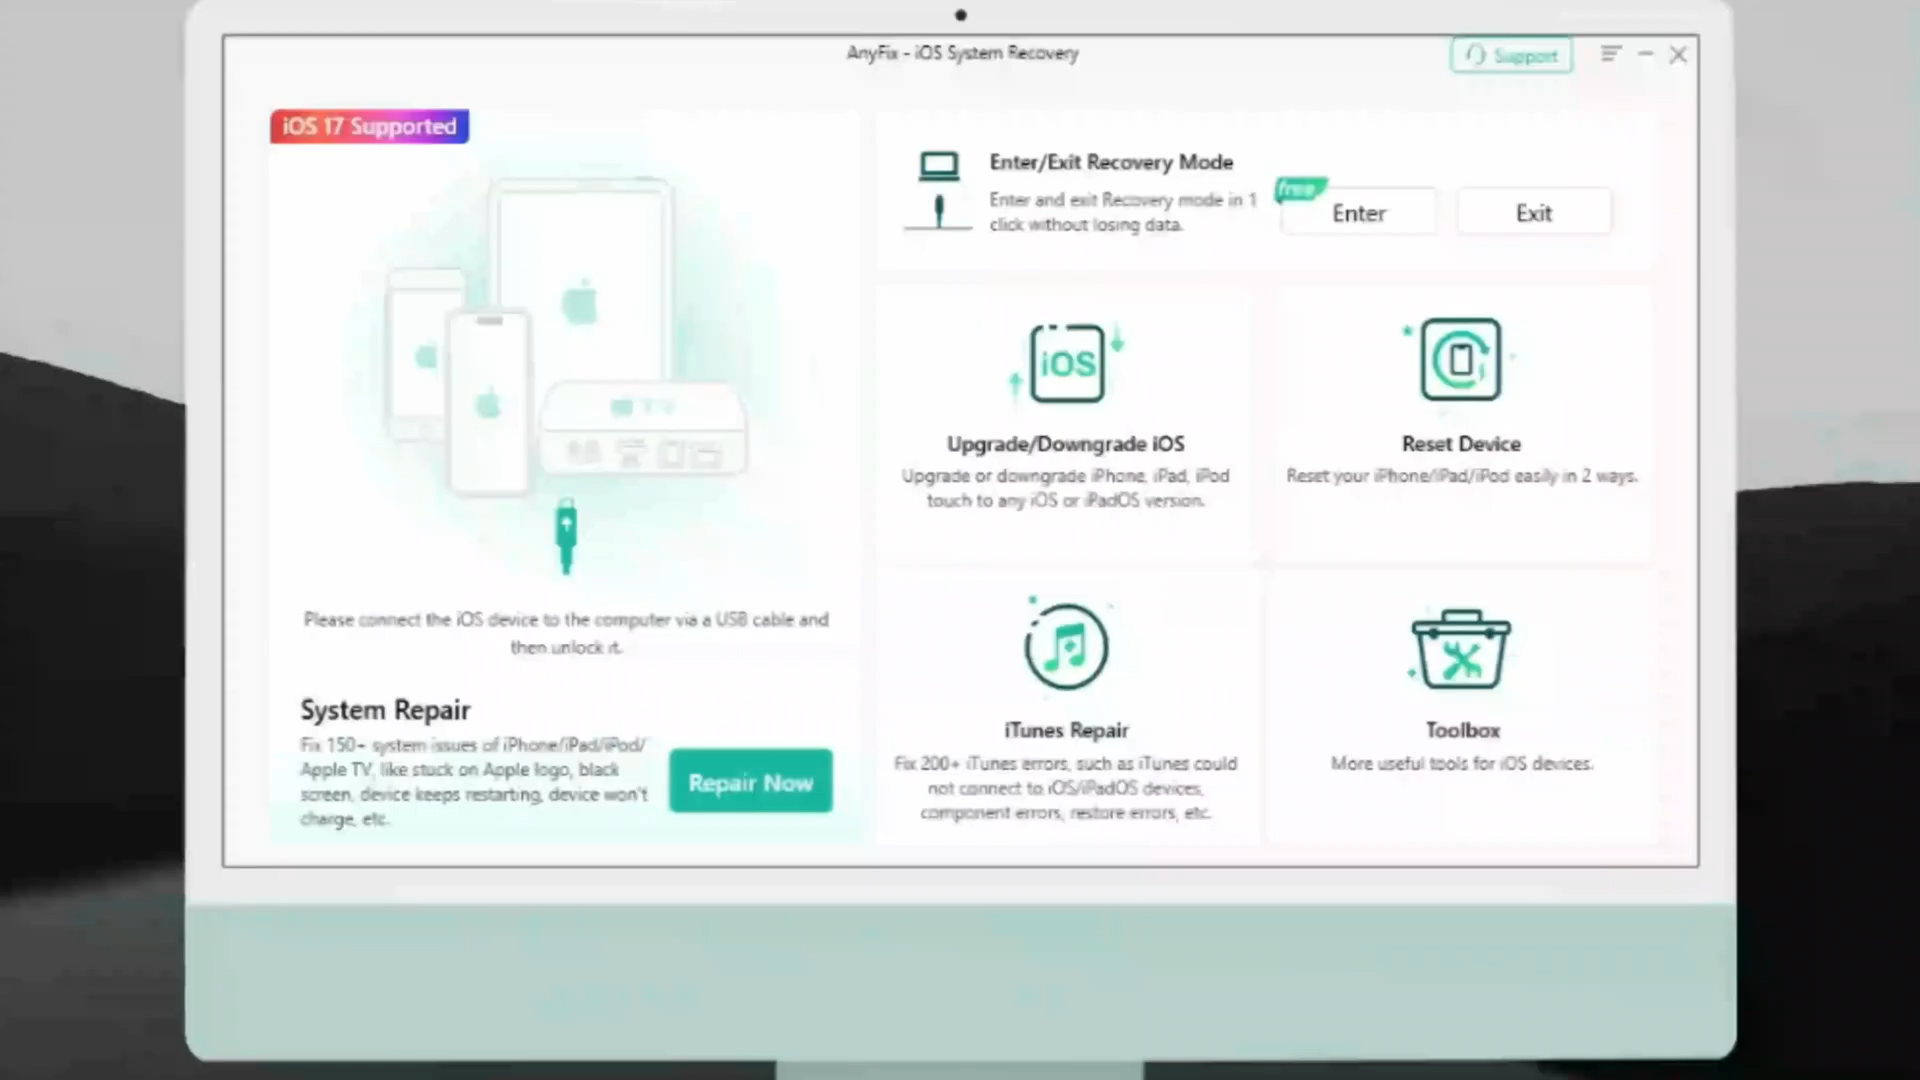 AnyFix - iOS System Recovery
Support
iOS 17 Supported
Enter/Exit Recovery Mode
Enter and exit Recovery mode in 1
click without losing data.
free
Enter
Exit
iOS
Upgrade/Downgrade iOS
Upgrade or downgrade iPhone, iPad, iPod
touch to any iOS or iPadOS version.
Reset Device
Reset your iPhone/iPad/iPod easily in 2 ways.
Please connect the iOS device to the computer via a USB cable and
then unlock it.
System Repair
Fix 150+ system issues of iPhone/iPad/iPod/
Apple TV, like stuck on Apple logo, black
screen, device keeps restarting, device won't
charge, etc.
Repair Now
iTunes Repair
Fix 200+ iTunes errors, such as iTunes could
not connect to iOS/iPadOS devices,
component errors, restore errors, etc.
Toolbox
More useful tools for iOS devices.